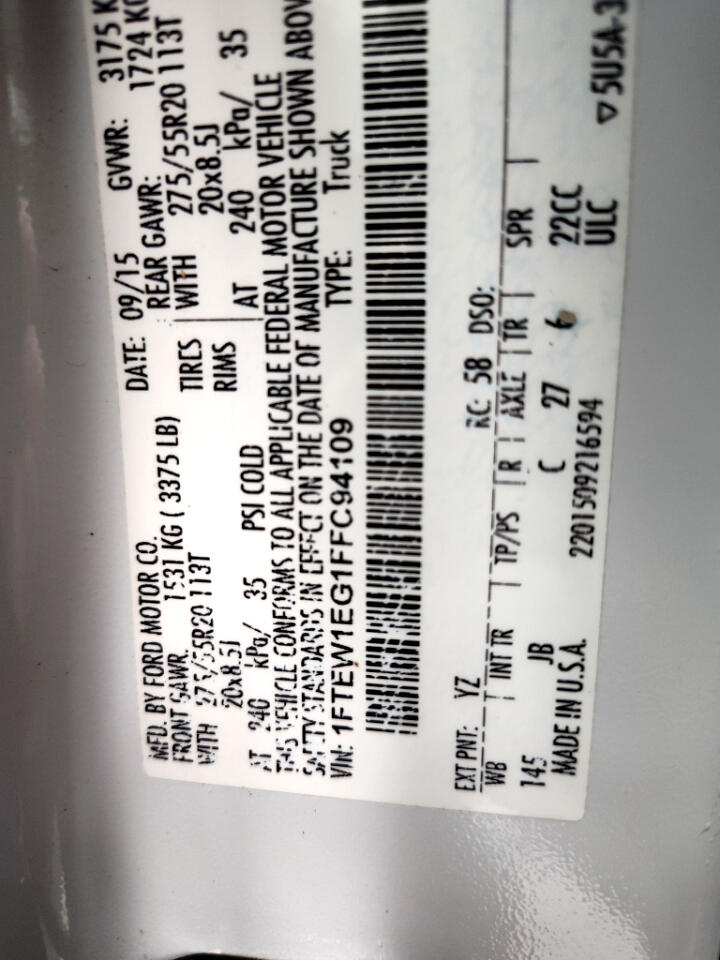 MFD. BY FORD MOTOR CO.
DATE: 09/15 GVWR: 3175 K
FRONT GAWR: 1531 KG ( 3375 LB) REAR GAWR: 1724 KG
WITH 275/55R20 113T TIRES WITH 275/55R20 113T
20x8.5J RIMS 20x8.5J
AT 240 kPa/ 35 PSI COLD AT 240 kPa/ 35
THIS VEHICLE CONFORMS TO ALL APPLICABLE FEDERAL MOTOR VEHICLE
SAFETY STANDARDS IN EFFECT ON THE DATE OF MANUFACTURE SHOWN ABOV
VIN: 1FTEW1EG1FFC94109 TYPE: Truck
EXT PNT: YZ RC: 58 DSO:
WB INT TR TP/PS R AXLE TR SPR
145 JB C 27 6 22CC
MADE IN U.S.A. 2201509216594 ULC
▽ 5U5A-3